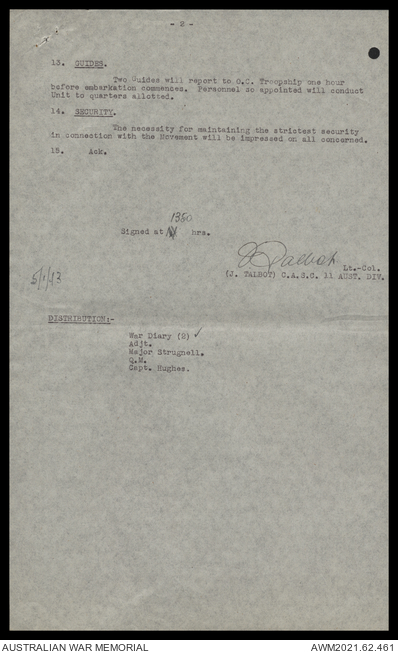 - 2 -
13. GUIDES.
Two Guides will report to O.C. Troopship one hour
before embarkation commences. Personnel so appointed will conduct
Unit to quarters allotted.
14. SECURITY.
The necessity for maintaining the strictest security
in connection with the Movement will be impressed on all concerned.
15. Ack.
1350
Signed at hrs.
J Talbot
Lt.-Col.
(J. TALBOT) C.A.S.C. 11 AUST. DIV.
DISTRIBUTION:-
War Diary (2) ✓
Adjt.
Major Strugnell.
Q.M.
Capt. Hughes.
AUSTRALIAN WAR MEMORIAL
AWM2021.62.461